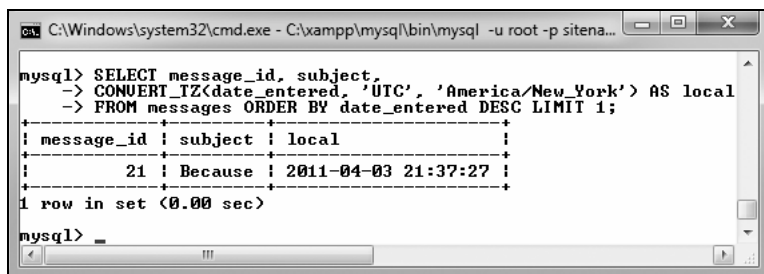 C:\Windows\system32\cmd.exe - C:\xampp\mysql\bin\mysql -u root -p sitena...
mysql> SELECT message_id, subject,
    -> CONVERT_TZ(date_entered, 'UTC', 'America/New_York') AS local
    -> FROM messages ORDER BY date_entered DESC LIMIT 1;
+------------+---------+---------------------+
| message_id | subject | local               |
+------------+---------+---------------------+
|         21 | Because | 2011-04-03 21:37:27 |
+------------+---------+---------------------+
1 row in set (0.00 sec)
mysql> _